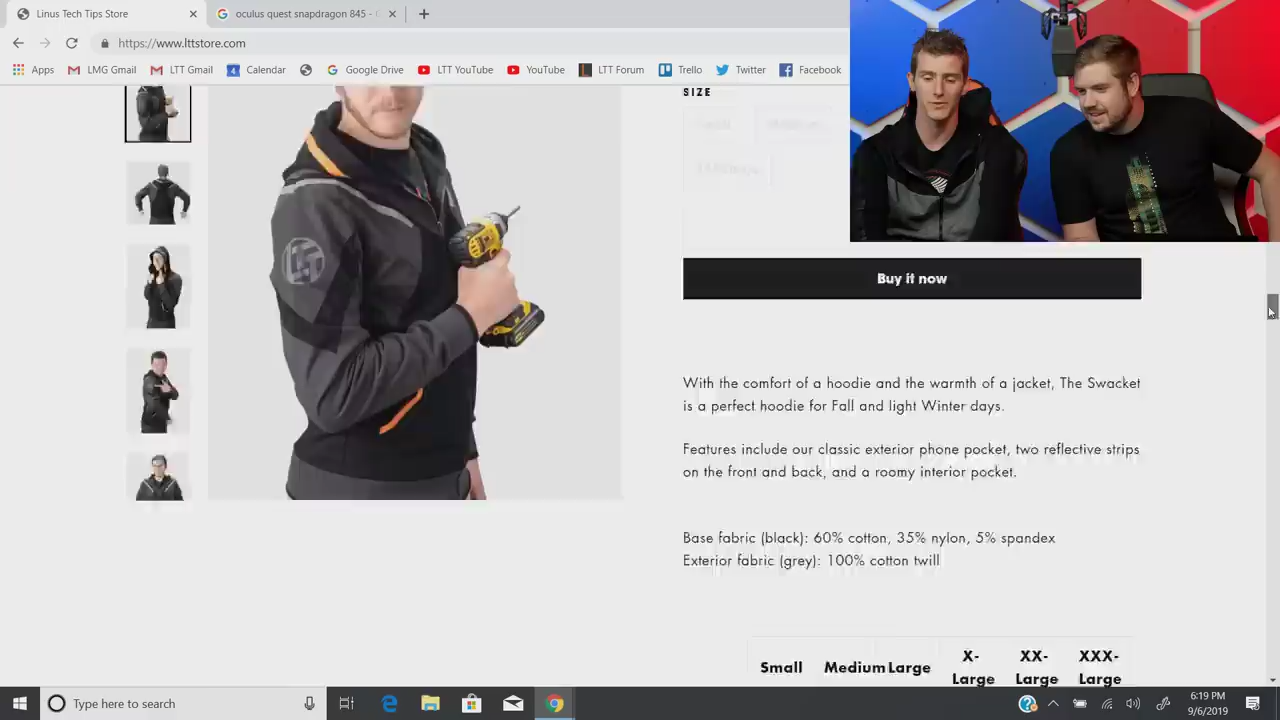 Linus Tech Tips Store
oculus quest snapdragon 845 -
https://www.lttstore.com
Apps LMG Gmail LTT Gmail Calendar Google Drive LTT YouTube YouTube LTT Forum Trello Twitter Facebook
SIZE
LTT
Buy it now
With the comfort of a hoodie and the warmth of a jacket, The Swacket
is a perfect hoodie for Fall and light Winter days.
Features include our classic exterior phone pocket, two reflective strips
on the front and back, and a roomy interior pocket.
Base fabric (black): 60% cotton, 35% nylon, 5% spandex
Exterior fabric (grey): 100% cotton twill
Small Medium Large X-Large XX-Large XXX-Large
Type here to search
6:19 PM
9/6/2019